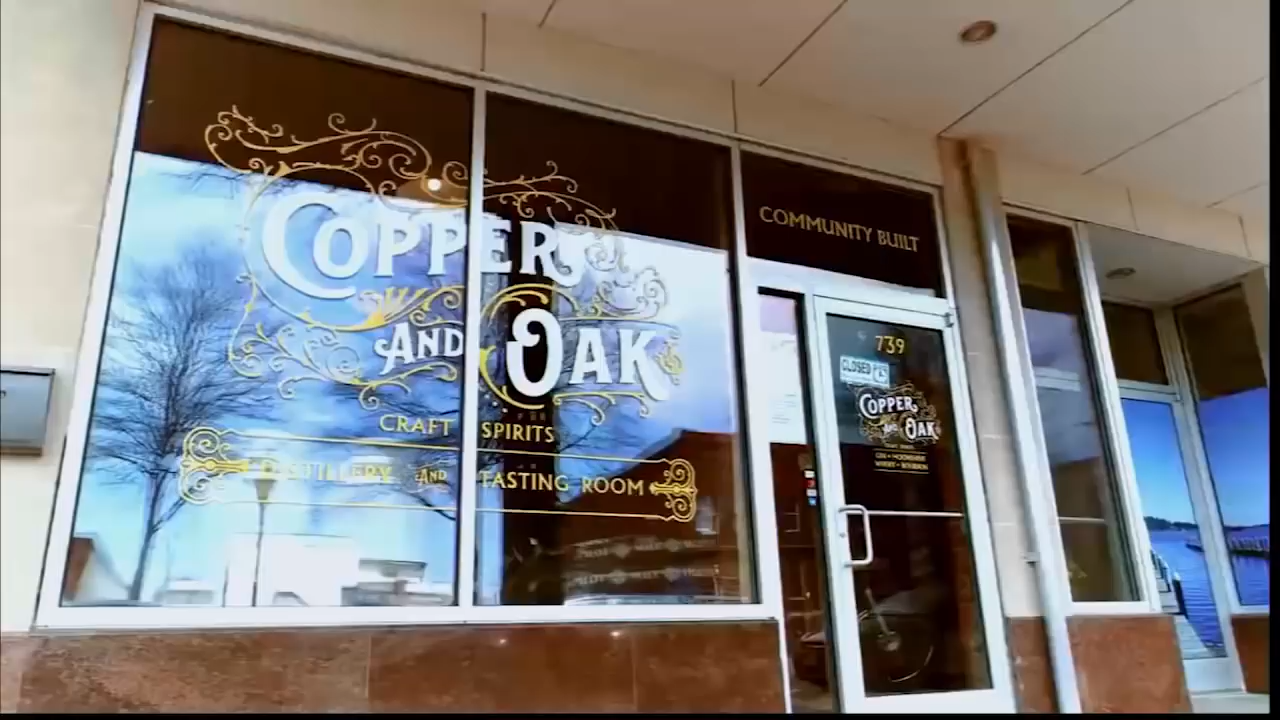 COPPER
AND OAK
CRAFT SPIRITS
DISTILLERY AND TASTING ROOM
COMMUNITY BUILT
739
CLOSED
COPPER
AND OAK